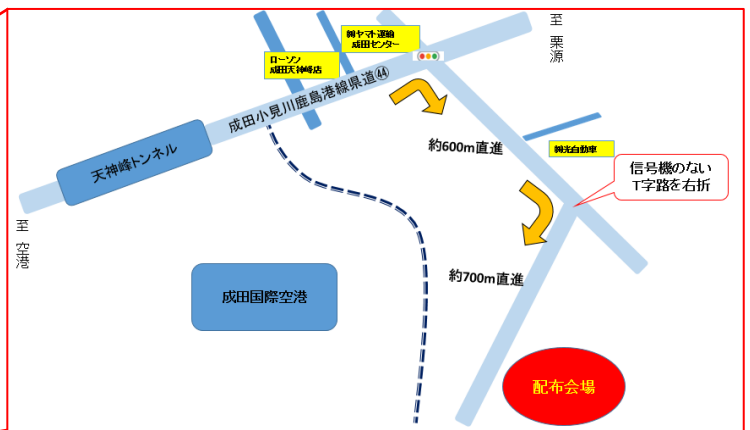 至 栗源
㈱ヤマト運輸
成田センター
ローソン
成田天神峰店
成田小見川鹿島港線県道㊹
天神峰トンネル
至 空港
約600m直進
㈱光自動車
信号機のない
T字路を右折
約700m直進
成田国際空港
配布会場